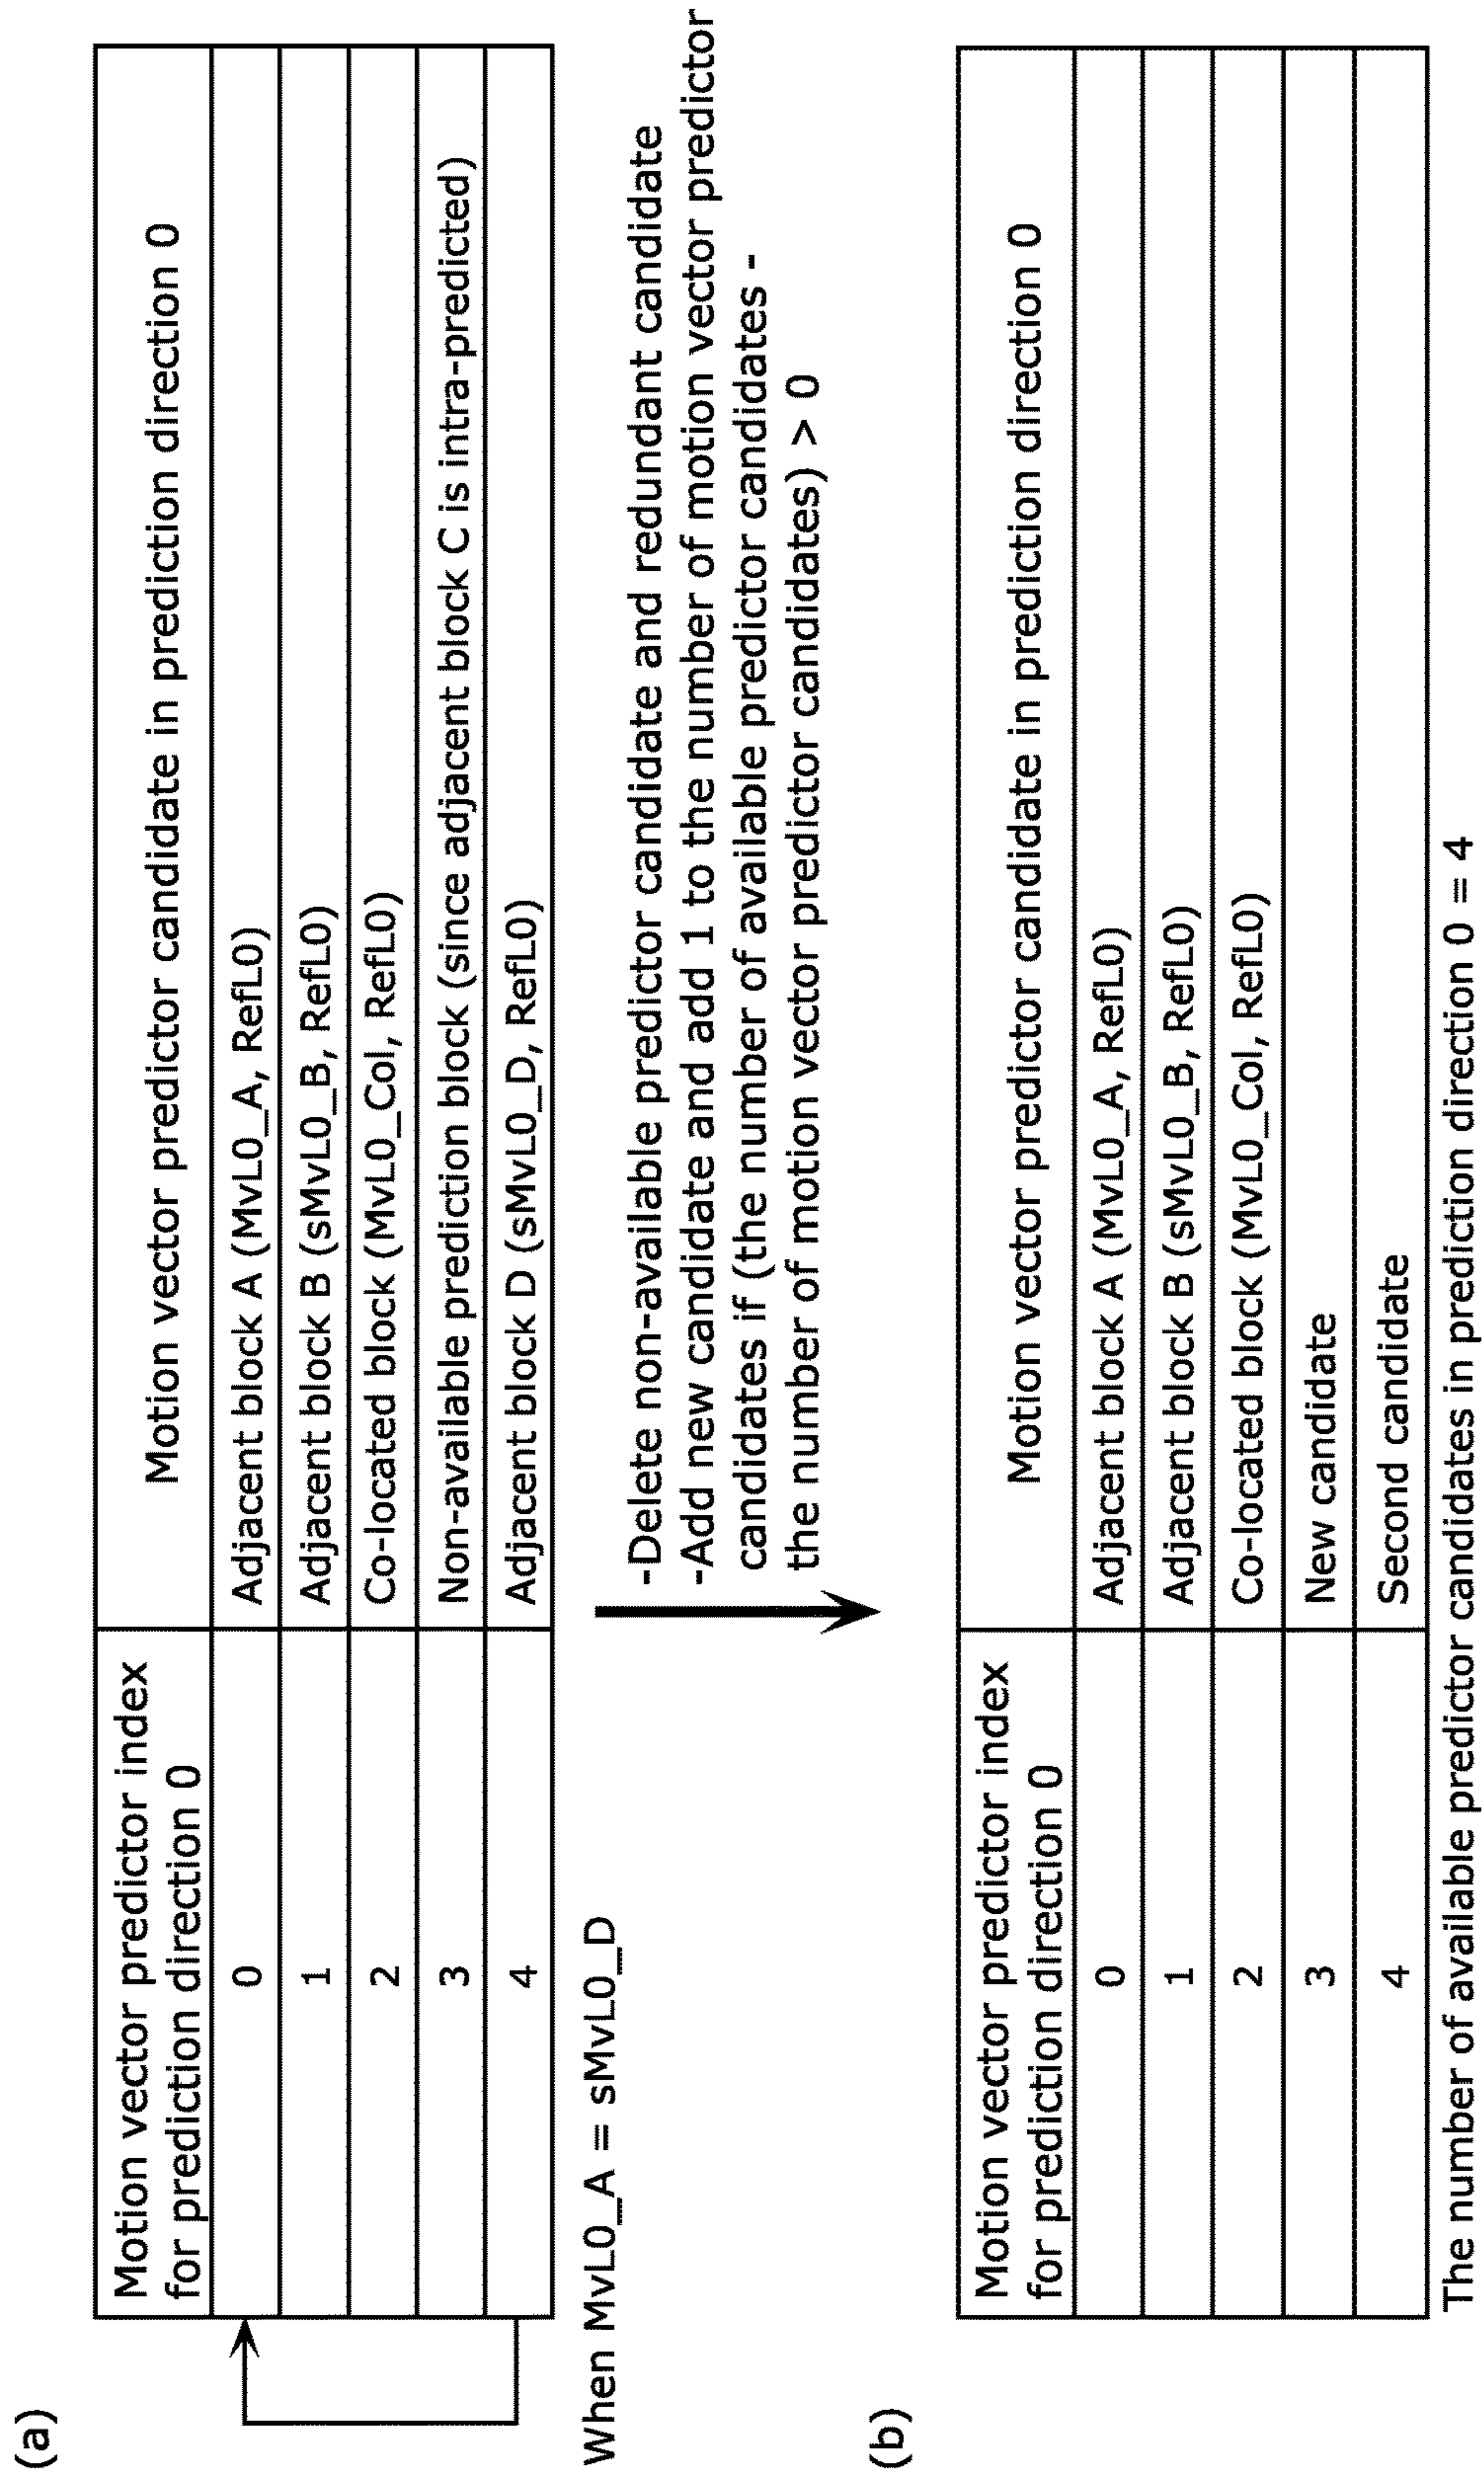 (a)
Motion vector predictor index
for prediction direction 0
Motion vector predictor candidate in prediction direction 0
0
Adjacent block A (MvL0_A, RefL0)
1
Adjacent block B (sMvL0_B, RefL0)
2
Co-located block (MvL0_Col, RefL0)
3
Non-available prediction block (since adjacent block C is intra-predicted)
4
Adjacent block D (sMvL0_D, RefL0)
When MvL0_A = sMvL0_D
-Delete non-available predictor candidate and redundant candidate
-Add new candidate and add 1 to the number of motion vector predictor
candidates if (the number of available predictor candidates -
the number of motion vector predictor candidates) > 0
(b)
Motion vector predictor index
for prediction direction 0
Motion vector predictor candidate in prediction direction 0
0
Adjacent block A (MvL0_A, RefL0)
1
Adjacent block B (sMvL0_B, RefL0)
2
Co-located block (MvL0_Col, RefL0)
3
New candidate
4
Second candidate
The number of available predictor candidates in prediction direction 0 = 4